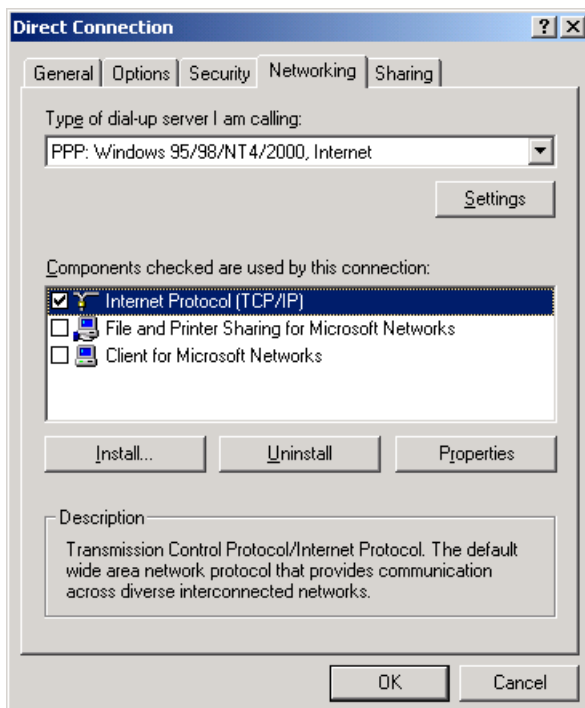 Direct Connection
General Options Security Networking Sharing
Type of dial-up server I am calling:
PPP: Windows 95/98/NT4/2000, Internet
Settings
Components checked are used by this connection:
Internet Protocol (TCP/IP)
File and Printer Sharing for Microsoft Networks
Client for Microsoft Networks
Install... Uninstall Properties
Description
Transmission Control Protocol/Internet Protocol. The default
wide area network protocol that provides communication
across diverse interconnected networks.
OK Cancel